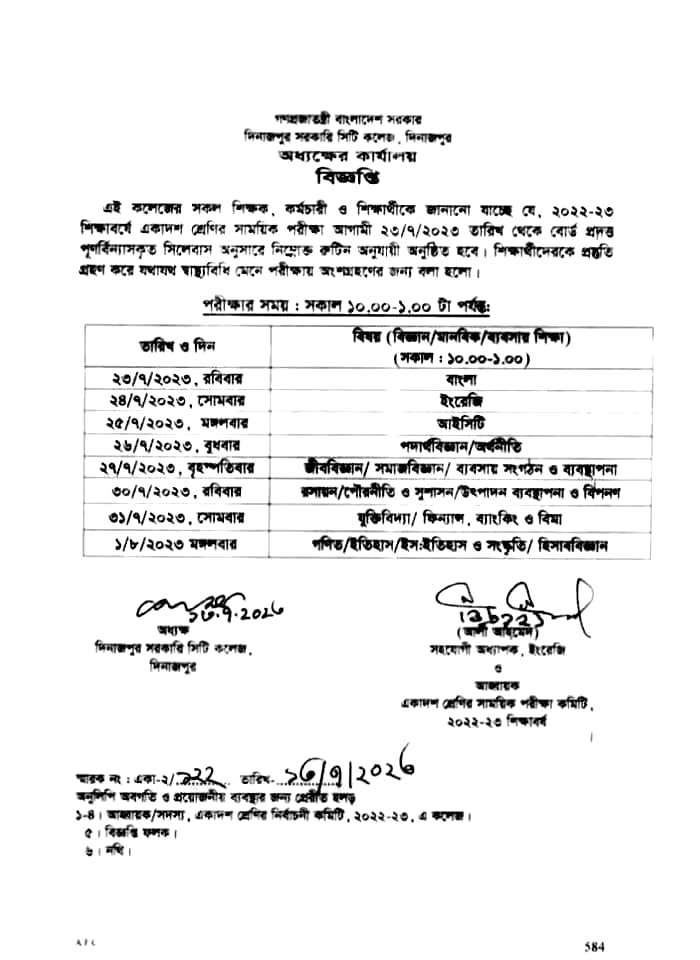 গণপ্রজাতন্ত্রী বাংলাদেশ সরকার
দিনাজপুর সরকারি সিটি কলেজ, দিনাজপুর
অধ্যক্ষের কার্যালয়
বিজ্ঞপ্তি
এই কলেজের সকল শিক্ষক, কর্মচারী ও শিক্ষার্থীকে জানানো যাচ্ছে যে, ২০২২-২৩
শিক্ষাবর্ষে একাদশ শ্রেণির সাময়িক পরীক্ষা আগামী ২৩/৭/২০২৩ তারিখ থেকে বোর্ড প্রদত্ত
পূণর্বিন্যাসকৃত সিলেবাস অনুসারে নিম্নোক্ত রুটিন অনুযায়ী অনুষ্ঠিত হবে। শিক্ষার্থীদেরকে প্রস্তুতি
গ্রহণ করে যথাযথ স্বাস্থ্যবিধি মেনে পরীক্ষায় অংশগ্রহণের জন্য বলা হলো।
পরীক্ষার সময় : সকাল ১০.০০-১.০০ টা পর্যন্ত:
তারিখ ও দিন
বিষয় (বিজ্ঞান/মানবিক/ব্যবসায় শিক্ষা)
(সকাল : ১০.০০-১.০০)
২৩/৭/২০২৩, রবিবার বাংলা
২৪/৭/২০২৩, সোমবার ইংরেজি
২৫/৭/২০২৩, মঙ্গলবার আইসিটি
২৬/৭/২০২৩, বুধবার পদার্থবিজ্ঞান/অর্থনীতি
২৭/৭/২০২৩, বৃহস্পতিবার জীববিজ্ঞান/ সমাজবিজ্ঞান/ ব্যবসায় সংগঠন ও ব্যবস্থাপনা
৩০/৭/২০২৩, রবিবার রসায়ন/পৌরনীতি ও সুশাসন/উৎপাদন ব্যবস্থাপনা ও বিপনণ
৩১/৭/২০২৩, সোমবার যুক্তিবিদ্যা/ ফিন্যান্স, ব্যাংকিং ও বিমা
১/৮/২০২৩ মঙ্গলবার গণিত/ইতিহাস/ইস:ইতিহাস ও সংস্কৃতি/ হিসাববিজ্ঞান
১৬.৭.২০২৩
অধ্যক্ষ
দিনাজপুর সরকারি সিটি কলেজ,
দিনাজপুর
(আলী আহমেদ)
সহযোগী অধ্যাপক, ইংরেজি
ও
আহ্বায়ক
একাদশ শ্রেণির সাময়িক পরীক্ষা কমিটি,
২০২২-২৩ শিক্ষাবর্ষ
স্মারক নং : একা-২/ ২২২ .. তারিখ- ১৬/৭/২০২৩
অনুলিপি অবগতি ও প্রয়োজনীয় ব্যবস্থার জন্য প্রেরীত হলঃ
১-৪। আহ্বায়ক/সদস্য, একাদশ শ্রেণির নির্বাচনী কমিটি, ২০২২-২৩, এ কলেজ।
৫। বিজ্ঞপ্তি ফলক।
৬। নথি।
584